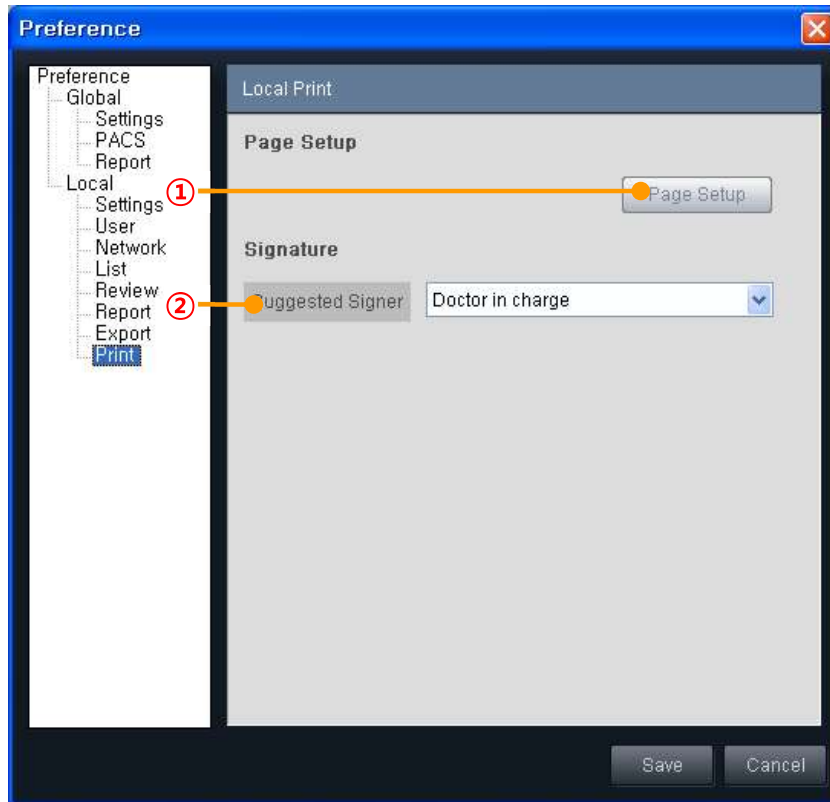 Preference
Preference
Global
Settings
PACS
Report
Local
Settings
User
Network
List
Review
Report
Export
Print
Local Print
Page Setup
① Page Setup
Signature
② Suggested Signer Doctor in charge
Save Cancel